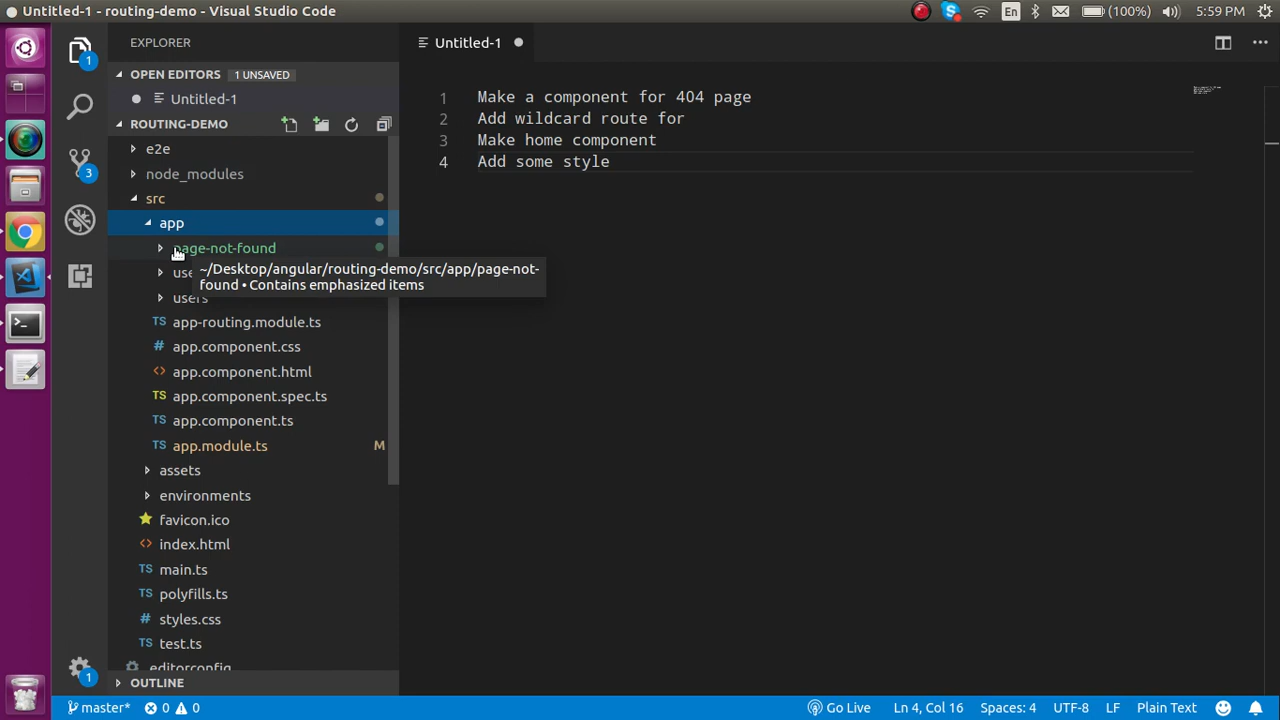 Untitled-1 - routing-demo - Visual Studio Code
En
(100%)
5:59 PM
EXPLORER
OPEN EDITORS
1 UNSAVED
Untitled-1
ROUTING-DEMO
e2e
node_modules
src
app
page-not-found
~/Desktop/angular/routing-demo/src/app/page-not-
found • Contains emphasized items
users
app-routing.module.ts
app.component.css
app.component.html
app.component.spec.ts
app.component.ts
app.module.ts
M
assets
environments
favicon.ico
index.html
main.ts
polyfills.ts
styles.css
test.ts
editorconfig
OUTLINE
1
3
1
Untitled-1
1 Make a component for 404 page
2 Add wildcard route for
3 Make home component
4 Add some style
master*
0
0
Go Live
Ln 4, Col 16
Spaces: 4
UTF-8
LF
Plain Text